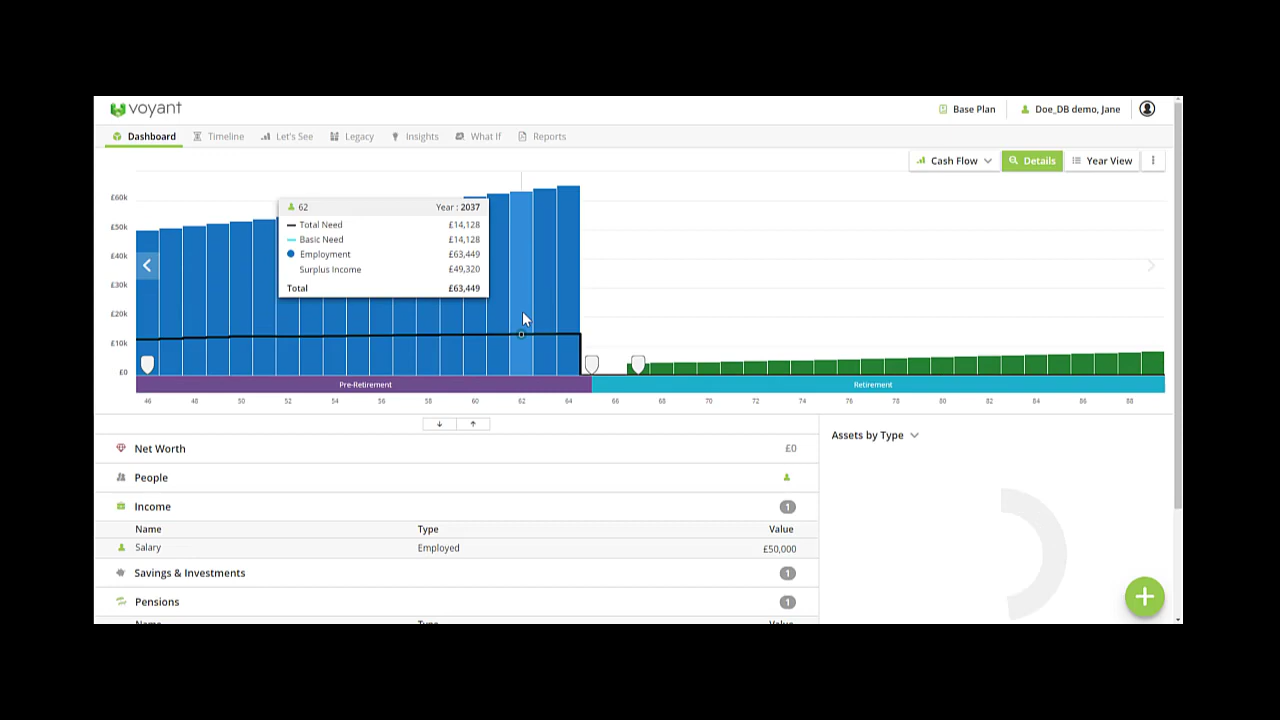 voyant
Base Plan
Doe_DB demo, Jane
Dashboard Timeline Let's See Legacy Insights What If Reports
Cash Flow Details Year View
£60k
£50k
£40k
£30k
£20k
£10k
£0
62 Year : 2037
Total Need £14,128
Basic Need £14,128
Employment £63,449
Surplus Income £49,320
Total £63,449
Pre-Retirement Retirement
46 48 50 52 54 56 58 60 62 64 66 68 70 72 74 76 78 80 82 84 86 88
Net Worth £0
People
Income 1
Name Type Value
Salary Employed £50,000
Savings & Investments 1
Pensions 1
Name Type Value
Assets by Type